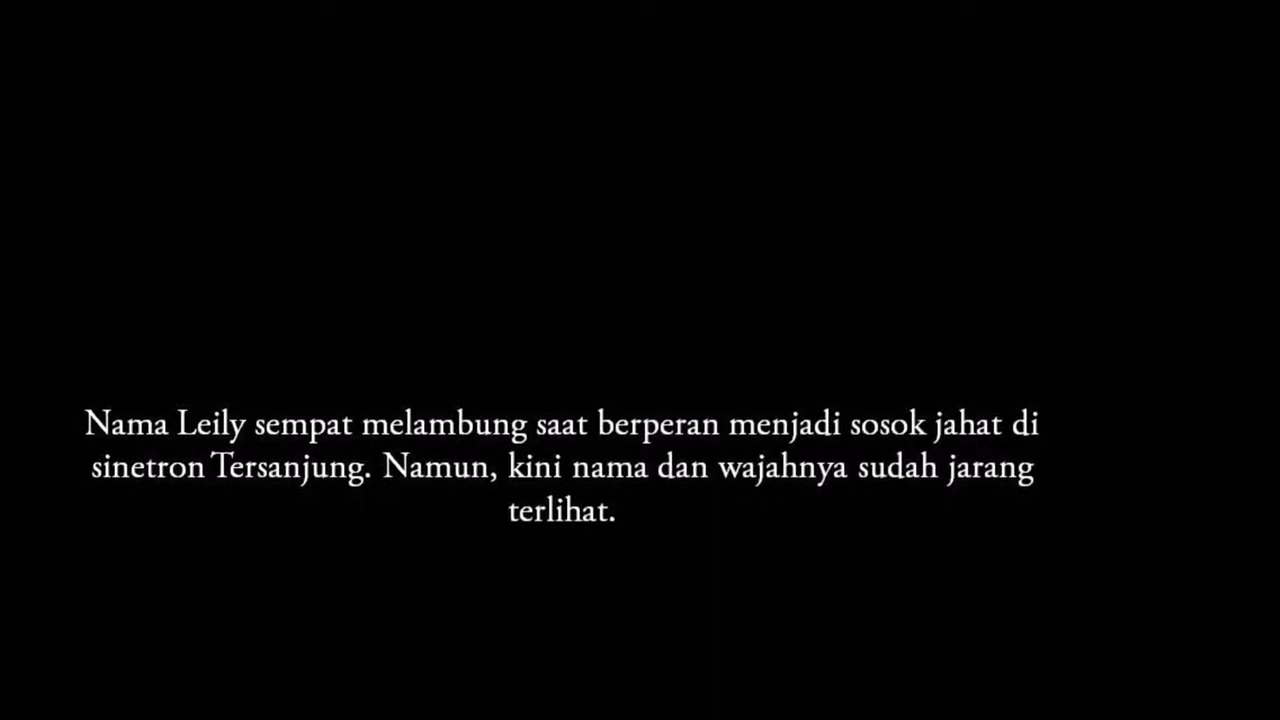 Nama Leily sempat melambung saat berperan menjadi sosok jahat di
sinetron Tersanjung. Namun, kini nama dan wajahnya sudah jarang
terlihat.